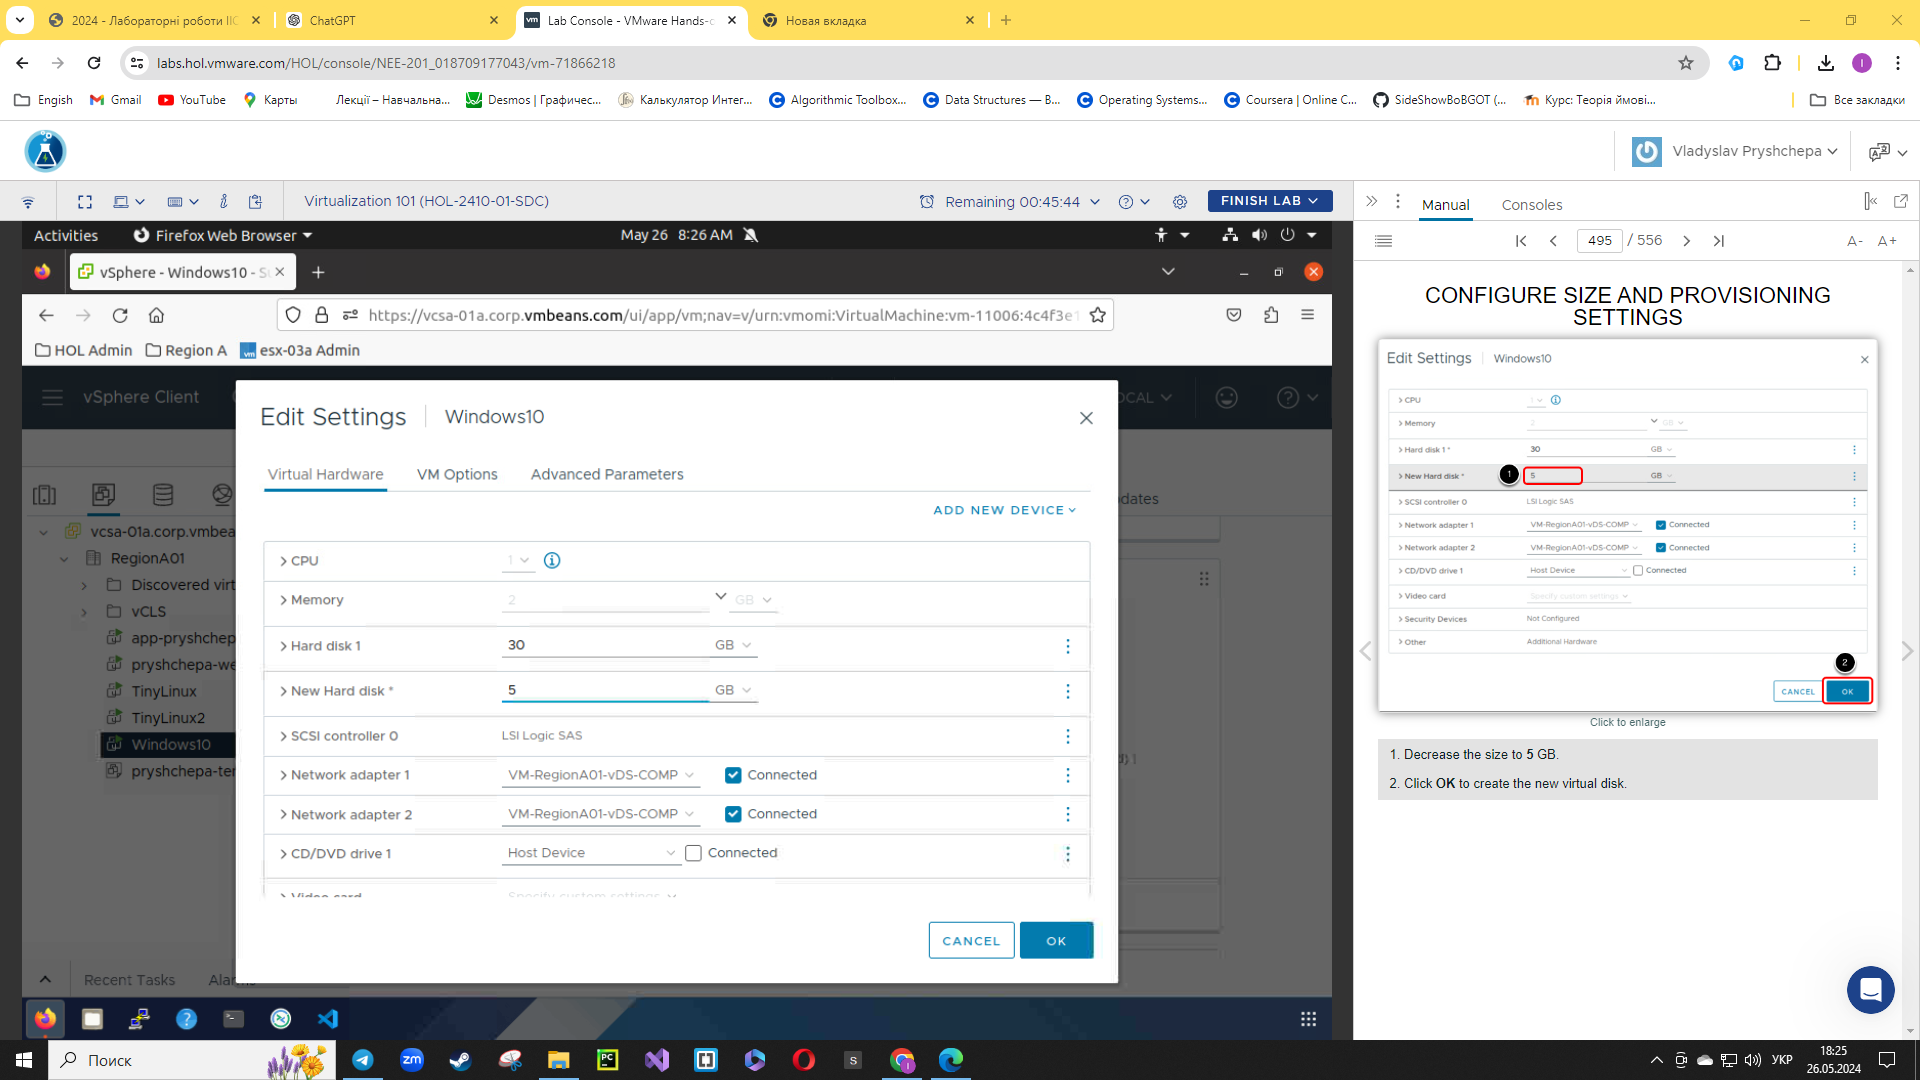 2024 - Лабораторні роботи ІІС
ChatGPT
Lab Console - VMware Hands-o
Новая вкладка
labs.hol.vmware.com/HOL/console/NEE-201_018709177043/vm-71866218
Engish
Gmail
YouTube
Карты
Лекції – Навчальна...
Desmos | Графичес...
Калькулятор Интег...
Algorithmic Toolbox...
Data Structures — B...
Operating Systems...
Coursera | Online C...
SideShowBoBGOT (...
Курс: Теорія ймові...
Все закладки
Vladyslav Pryshchepa
Virtualization 101 (HOL-2410-01-SDC)
Remaining 00:45:44
FINISH LAB
Manual
Consoles
Activities
Firefox Web Browser
May 26 8:26 AM
495 / 556
A- A+
vSphere - Windows10 - S
https://vcsa-01a.corp.vmbeans.com/ui/app/vm;nav=v/urn:vmomi:VirtualMachine:vm-11006:4c4f3e1
HOL Admin
Region A
esx-03a Admin
vSphere Client
OCAL
Edit Settings
Windows10
Virtual Hardware
VM Options
Advanced Parameters
dates
ADD NEW DEVICE
vcsa-01a.corp.vmbea
RegionA01
Discovered virt
vCLS
app-pryshchep
pryshchepa-we
TinyLinux
TinyLinux2
Windows10
pryshchepa-ter
CPU
1
Memory
2
GB
Hard disk 1
30
GB
New Hard disk *
5
GB
SCSI controller 0
LSI Logic SAS
Network adapter 1
VM-RegionA01-vDS-COMP
Connected
Network adapter 2
VM-RegionA01-vDS-COMP
Connected
CD/DVD drive 1
Host Device
Connected
Video card
Specify custom settings
CANCEL
OK
Recent Tasks
Alarms
CONFIGURE SIZE AND PROVISIONING
SETTINGS
Edit Settings
Windows10
CPU
1
Memory
2
GB
Hard disk 1 *
30
GB
New Hard disk *
1
5
GB
SCSI controller 0
LSI Logic SAS
Network adapter 1
VM-RegionA01-vDS-COMP
Connected
Network adapter 2
VM-RegionA01-vDS-COMP
Connected
CD/DVD drive 1
Host Device
Connected
Video card
Specify custom settings
Security Devices
Not Configured
Other
Additional Hardware
2
CANCEL
OK
Click to enlarge
1. Decrease the size to 5 GB.
2. Click OK to create the new virtual disk.
Поиск
УКР
18:25
26.05.2024